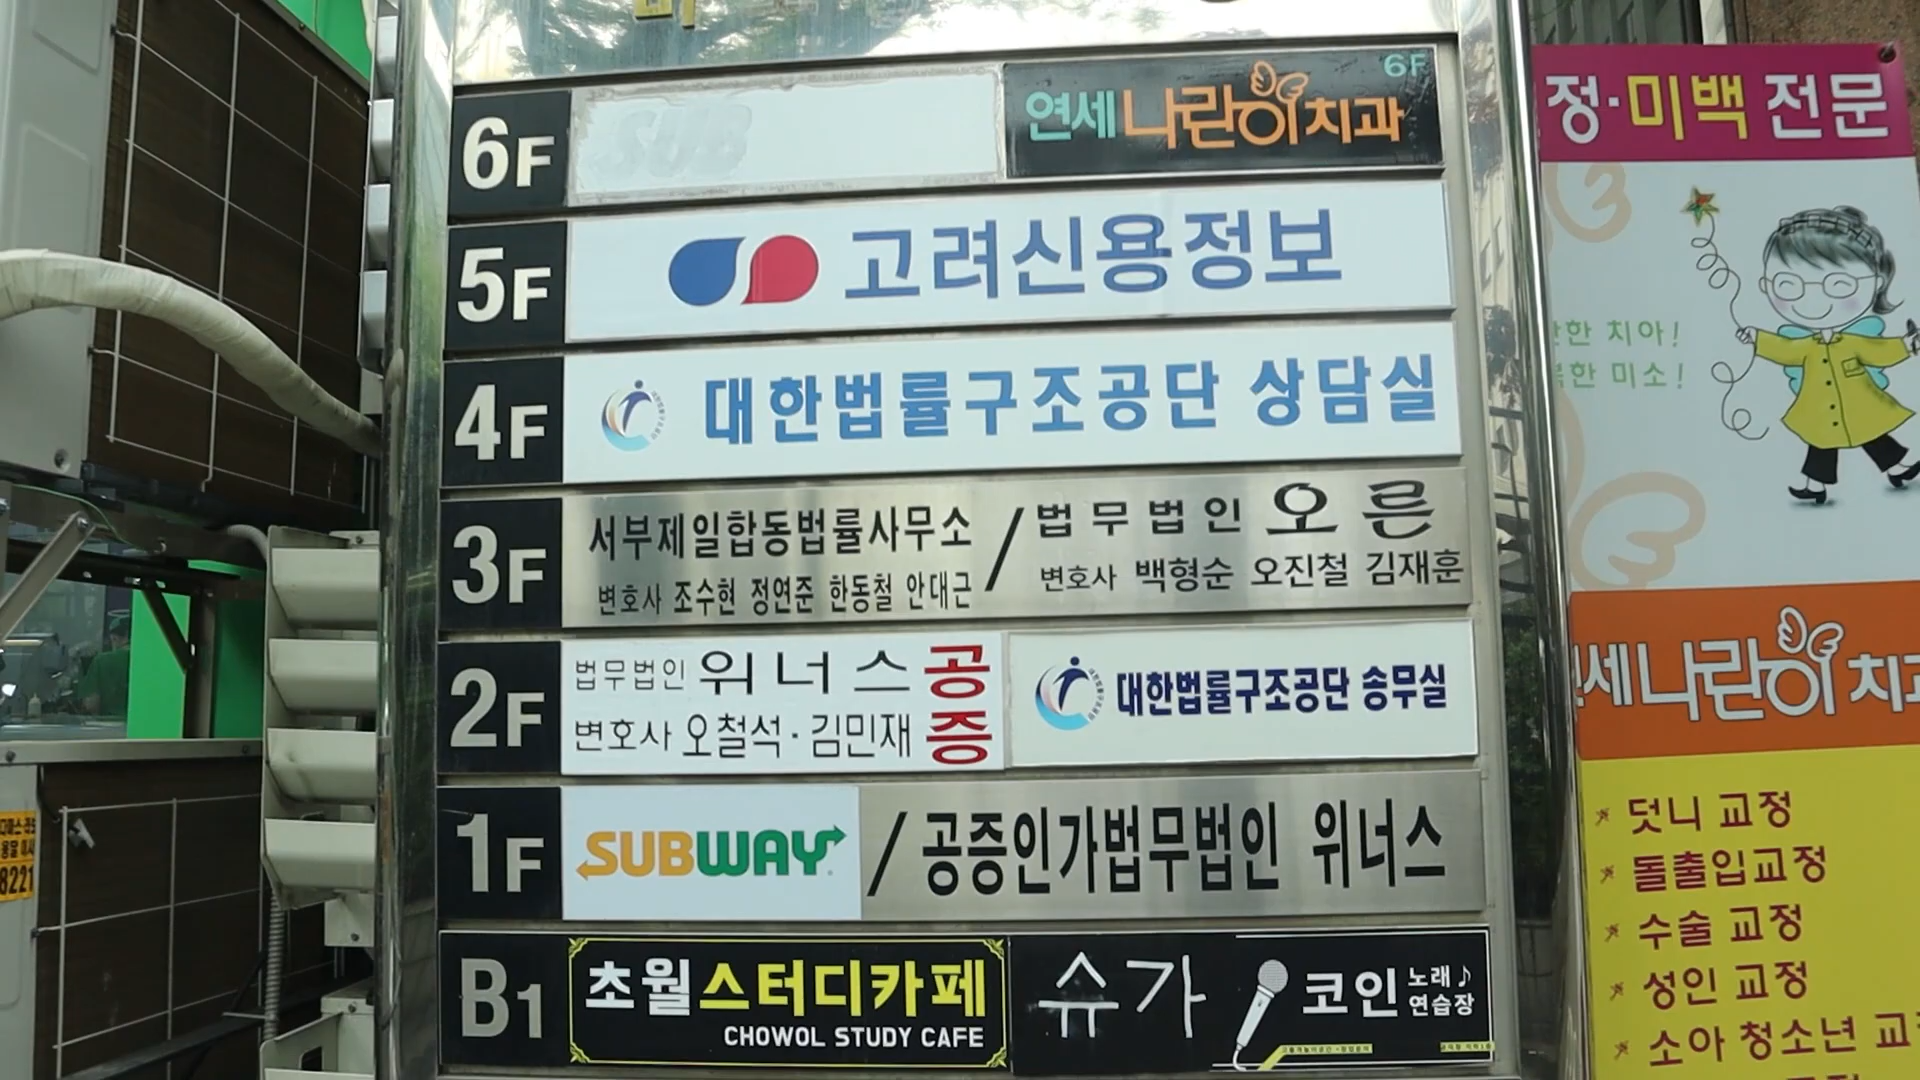 6F
SUB
연세나란이치과
6F
5F
고려신용정보
4F
대한법률구조공단 상담실
3F
서부제일합동법률사무소 /
변호사 조수현 정연준 한동철 안대근
법무법인 오른
변호사 백형순 오진철 김재훈
2F
법무법인 위너스
변호사 오철석·김민재
공증
대한법률구조공단 송무실
1F
SUBWAY
/ 공증인가법무법인 위너스
B1
초월스터디카페
CHOWOL STUDY CAFE
슈가
코인 노래♪
연습장
정·미백 전문
한 치아!
한 미소!
세나란이치과
덧니 교정
돌출입교정
수술 교정
성인 교정
소아 청소년 교
8221